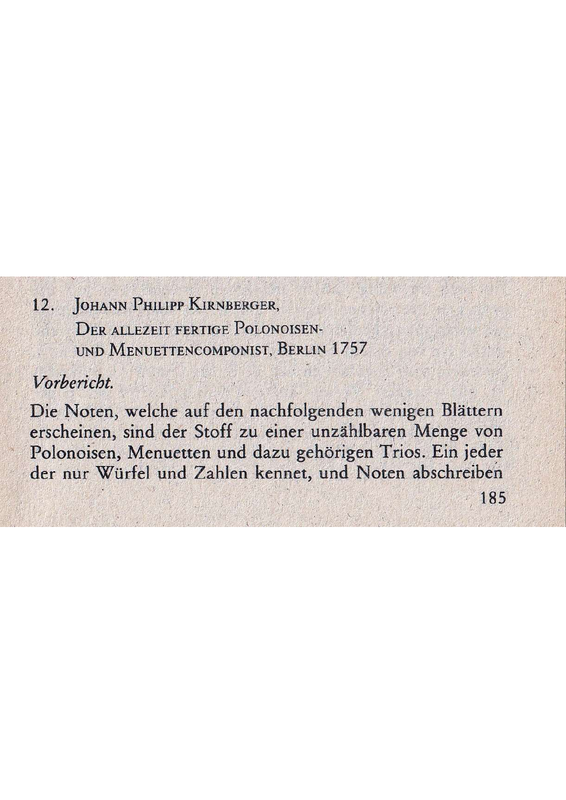 12. Johann Philipp Kirnberger,
Der allezeit fertige Polonoisen-
und Menuettencomponist, Berlin 1757
Vorbericht.
Die Noten, welche auf den nachfolgenden wenigen Blättern
erscheinen, sind der Stoff zu einer unzählbaren Menge von
Polonoisen, Menuetten und dazu gehörigen Trios. Ein jeder
der nur Würfel und Zahlen kennet, und Noten abschreiben
185